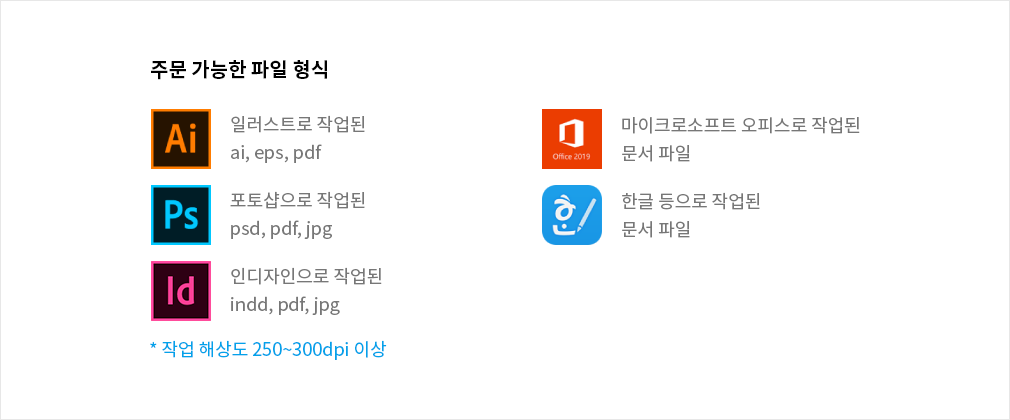 주문 가능한 파일 형식
Ai
일러스트로 작업된
ai, eps, pdf
Ps
포토샵으로 작업된
psd, pdf, jpg
Id
인디자인으로 작업된
indd, pdf, jpg
* 작업 해상도 250~300dpi 이상
Office 2019
마이크로소프트 오피스로 작업된
문서 파일
한
한글 등으로 작업된
문서 파일